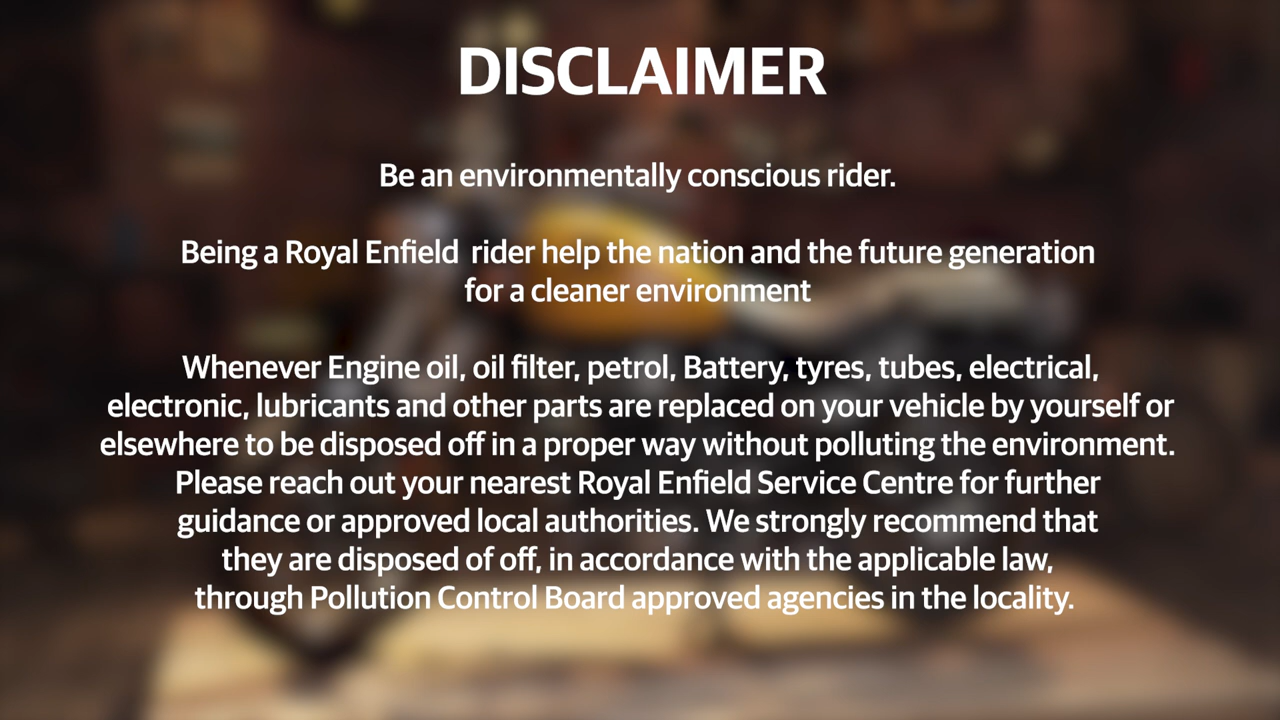 DISCLAIMER
Be an environmentally conscious rider.
Being a Royal Enfield  rider help the nation and the future generation
for a cleaner environment
Whenever Engine oil, oil filter, petrol, Battery, tyres, tubes, electrical,
electronic, lubricants and other parts are replaced on your vehicle by yourself or
elsewhere to be disposed off in a proper way without polluting the environment.
Please reach out your nearest Royal Enfield Service Centre for further
guidance or approved local authorities. We strongly recommend that
they are disposed of off, in accordance with the applicable law,
through Pollution Control Board approved agencies in the locality.